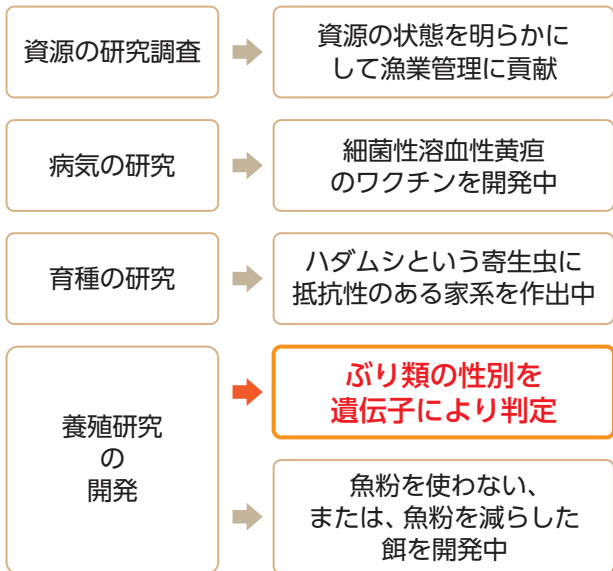 資源の研究調査
資源の状態を明らかに
して漁業管理に貢献
病気の研究
細菌性溶血性黄疸
のワクチンを開発中
育種の研究
ハダムシという寄生虫に
抵抗性のある家系を作出中
養殖研究
の
開発
ぶり類の性別を
遺伝子により判定
魚粉を使わない、
または、魚粉を減らした
餌を開発中